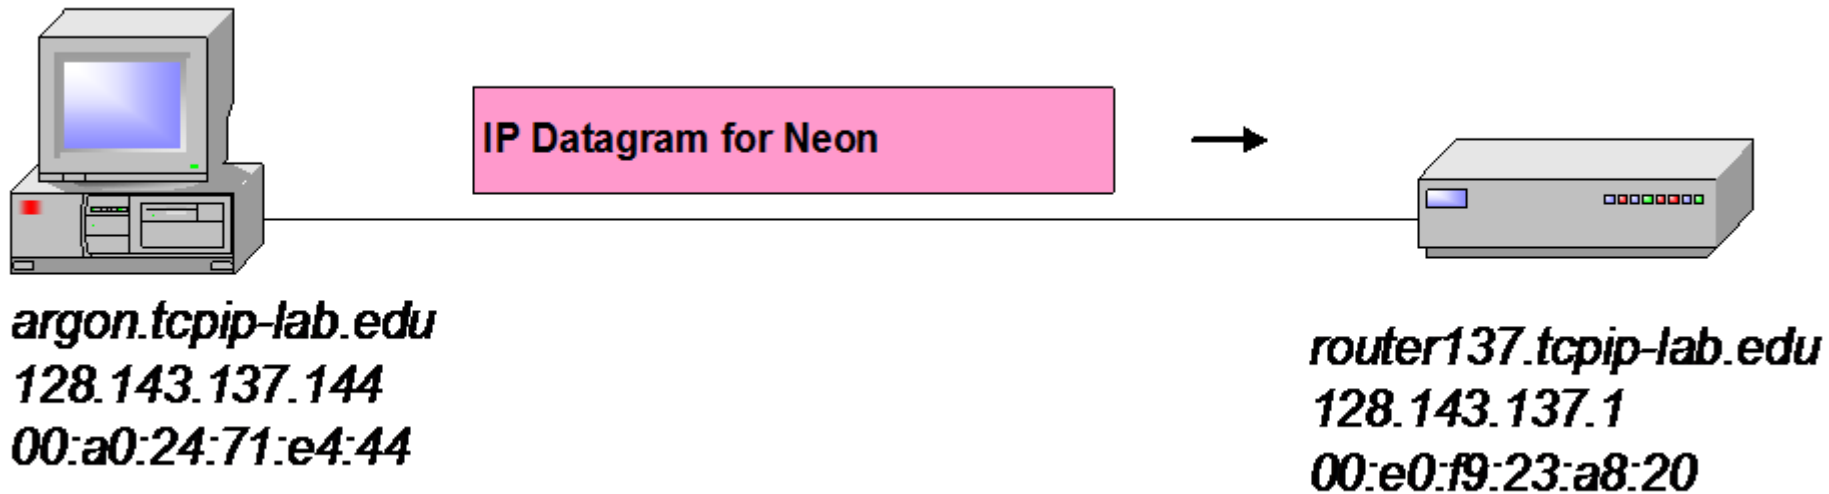 IP Datagram for Neon
argon.tcpip-lab.edu
128.143.137.144
00:a0:24:71:e4:44
router137.tcpip-lab.edu
128.143.137.1
00:e0:f9:23:a8:20